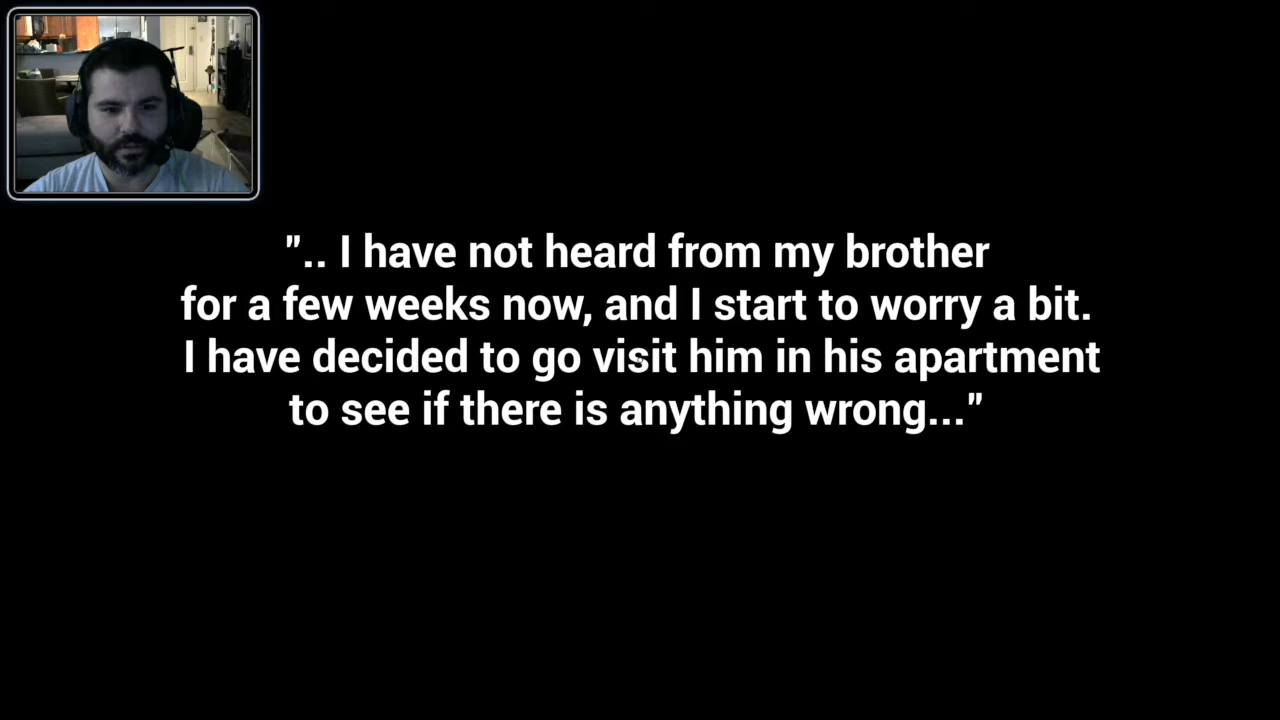 ".. I have not heard from my brother
for a few weeks now, and I start to worry a bit.
I have decided to go visit him in his apartment
to see if there is anything wrong..."